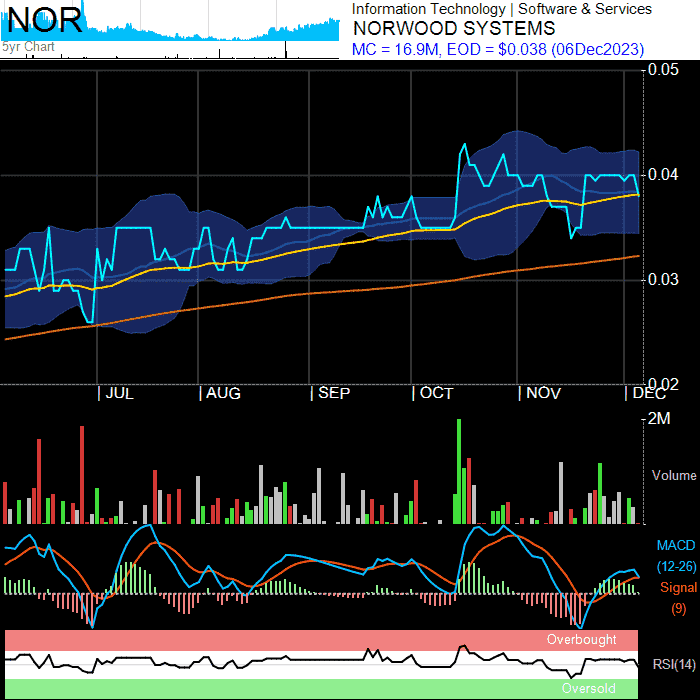 NOR
5yr Chart
Information Technology | Software & Services
NORWOOD SYSTEMS
MC = 16.9M, EOD = $0.038 (06Dec2023)
0.05
0.04
0.03
0.02
| JUL | AUG | SEP | OCT | NOV | DEC
2M
Volume
MACD
(12-26)
Signal
(9)
Overbought
RSI(14)
Oversold